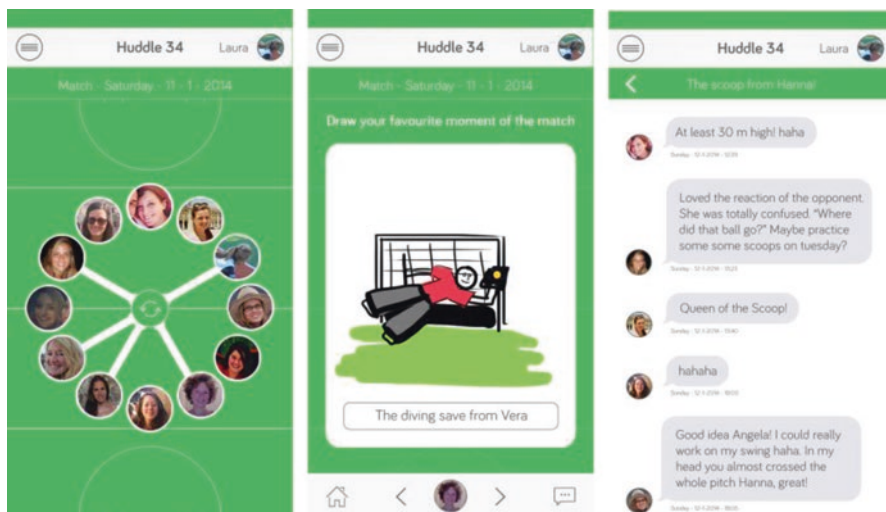 Huddle 34
Laura
Match - Saturday - 11 - 1 - 2014
Huddle 34
Laura
Match - Saturday - 11 - 1 - 2014
Draw your favourite moment of the match
The diving save from Vera
Huddle 34
Laura
The scoop from Hanna!
At least 30 m high! haha
Loved the reaction of the opponent.
She was totally confused. "Where
did that ball go?" Maybe practice
some some scoops on tuesday?
Queen of the Scoop!
hahaha
Good idea Angela! I could really
work on my swing haha. In my
head you almost crossed the
whole pitch Hanna, great!